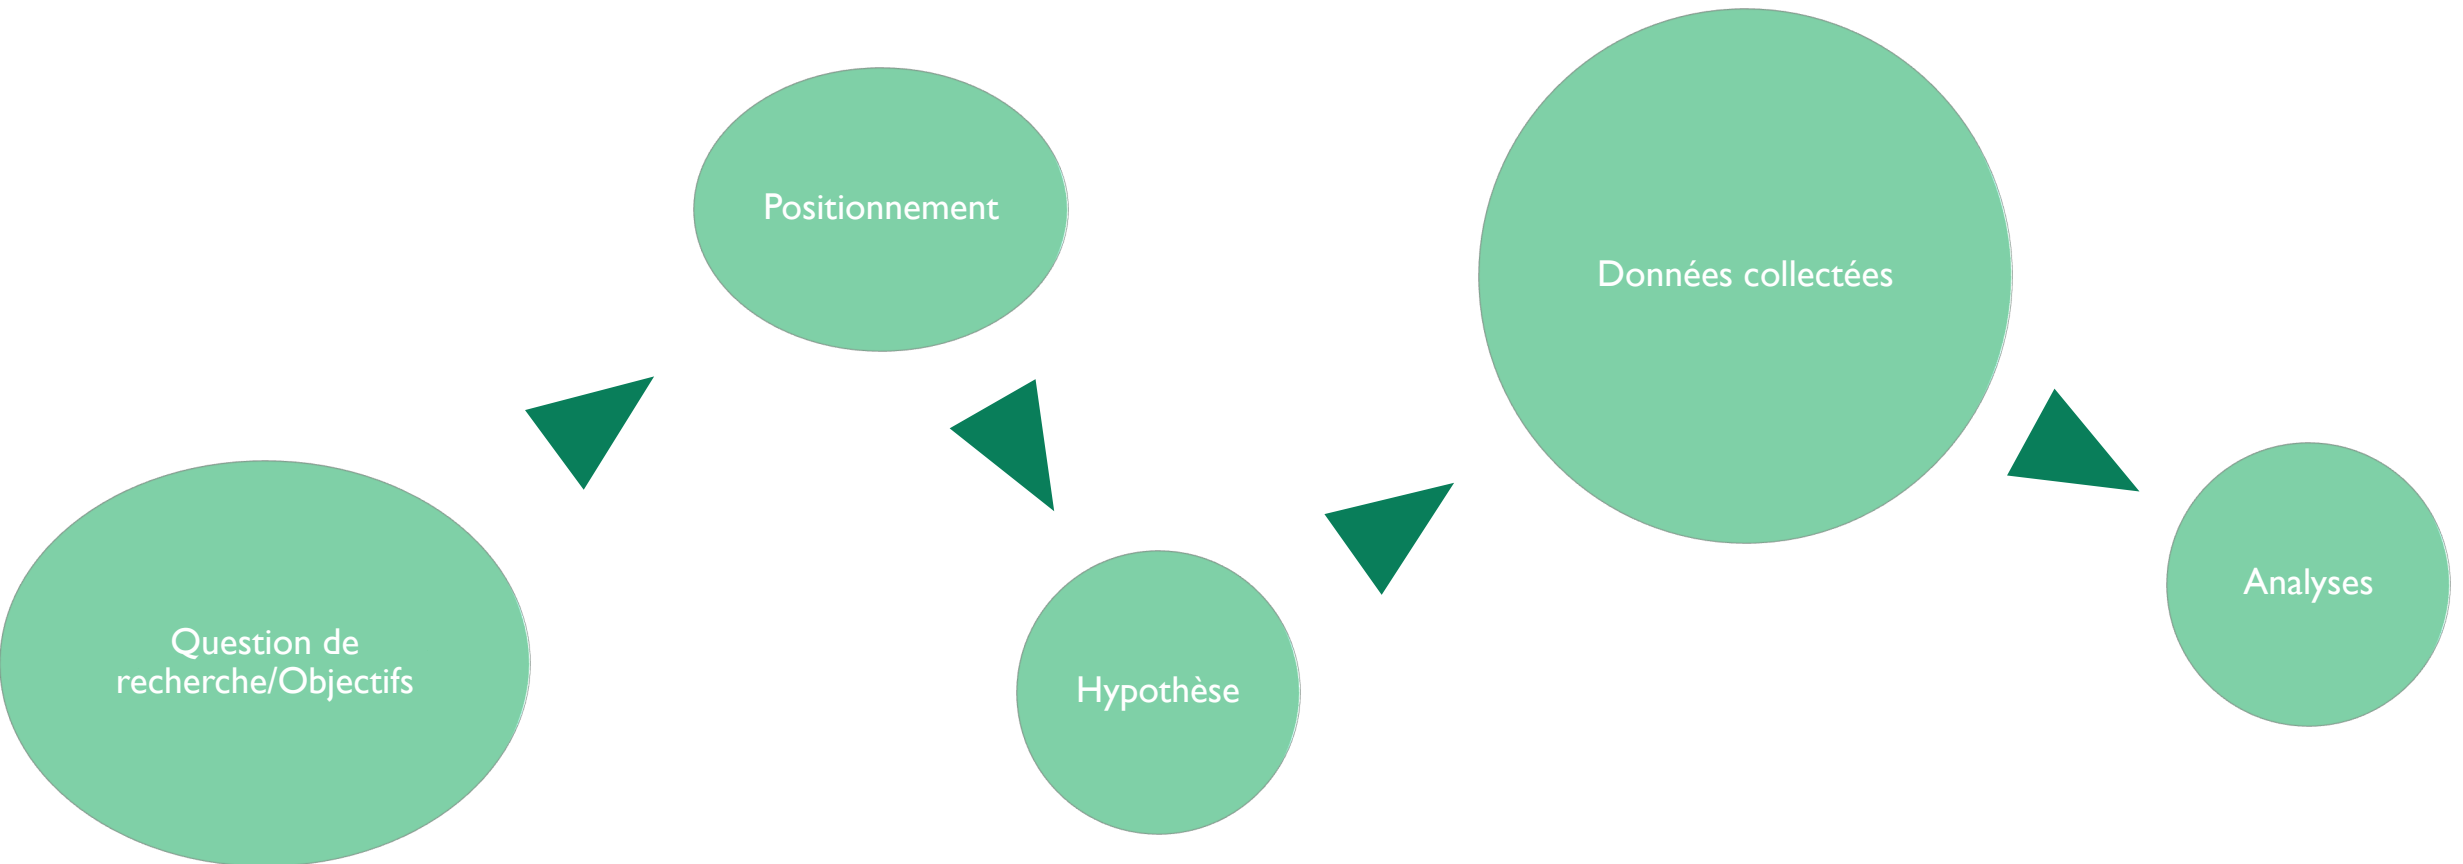 Question de
recherche/Objectifs
Positionnement
Hypothèse
Données collectées
Analyses